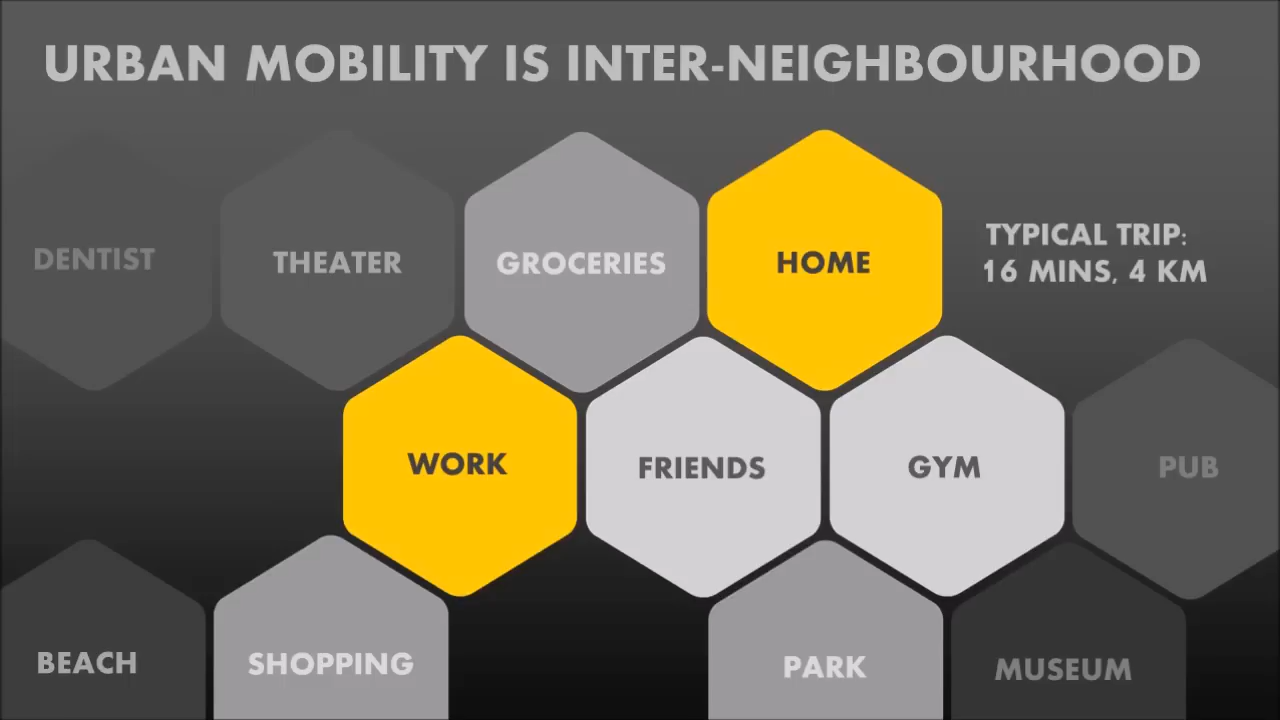 URBAN MOBILITY IS INTER-NEIGHBOURHOOD
DENTIST
THEATER
GROCERIES
HOME
TYPICAL TRIP:
16 MINS, 4 KM
WORK
FRIENDS
GYM
PUB
BEACH
SHOPPING
PARK
MUSEUM